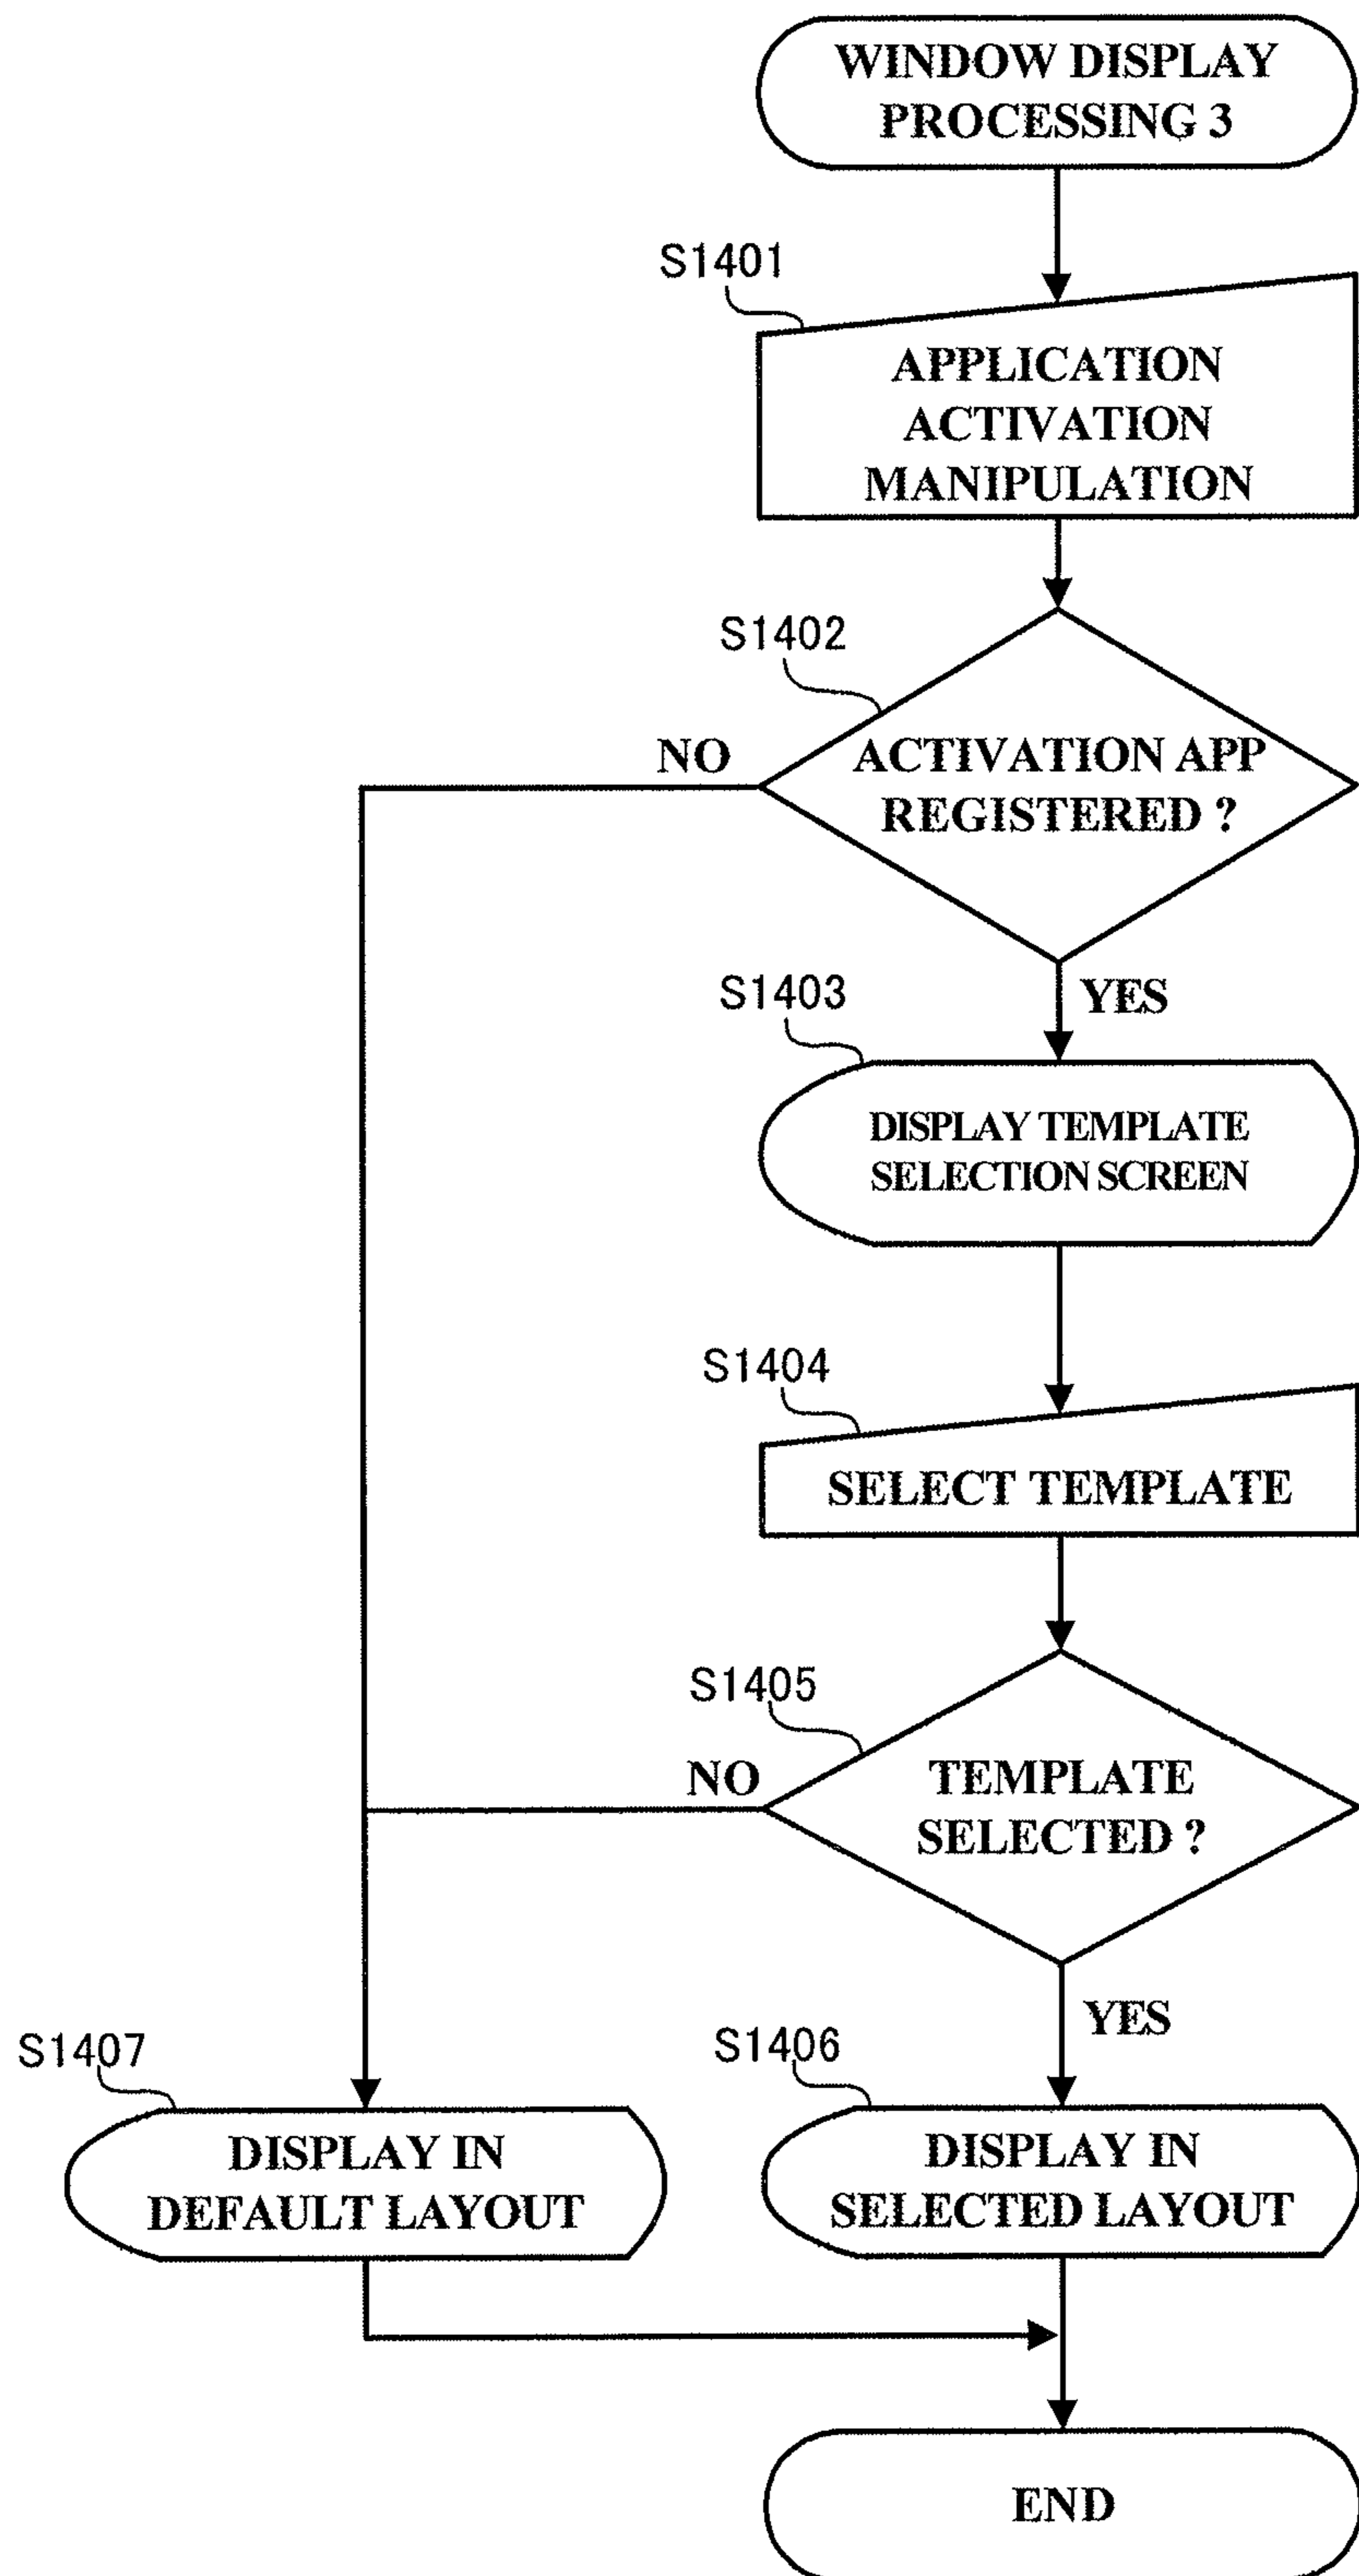 WINDOW DISPLAY
PROCESSING 3
S1401
APPLICATION
ACTIVATION
MANIPULATION
S1402
NO
ACTIVATION APP
REGISTERED ?
YES
S1403
DISPLAY TEMPLATE
SELECTION SCREEN
S1404
SELECT TEMPLATE
S1405
NO
TEMPLATE
SELECTED ?
YES
S1407
S1406
DISPLAY IN
DEFAULT LAYOUT
DISPLAY IN
SELECTED LAYOUT
END